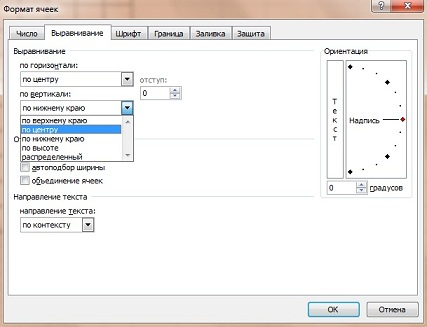 Формат ячеек
Число Выравнивание Шрифт Граница Заливка Защита
Выравнивание
по горизонтали:
по центру
отступ:
по вертикали:
0
по нижнему краю
по верхнему краю
по центру
по нижнему краю
по высоте
распределенный
О
автоподбор ширины
объединение ячеек
Направление текста
направление текста:
по контексту
Ориентация
Текст
Надпись
0 градусов
ОК Отмена